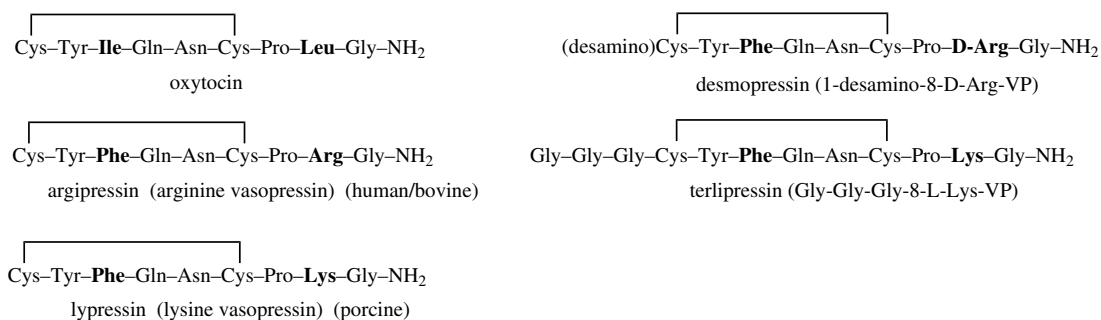 Cys–Tyr–Ile–Gln–Asn–Cys–Pro–Leu–Gly–NH2
oxytocin
Cys–Tyr–Phe–Gln–Asn–Cys–Pro–Arg–Gly–NH2
argipressin (arginine vasopressin) (human/bovine)
Cys–Tyr–Phe–Gln–Asn–Cys–Pro–Lys–Gly–NH2
lypressin (lysine vasopressin) (porcine)
(desamino)Cys–Tyr–Phe–Gln–Asn–Cys–Pro–D-Arg–Gly–NH2
desmopressin (1-desamino-8-D-Arg-VP)
Gly–Gly–Gly–Cys–Tyr–Phe–Gln–Asn–Cys–Pro–Lys–Gly–NH2
terlipressin (Gly-Gly-Gly-8-L-Lys-VP)